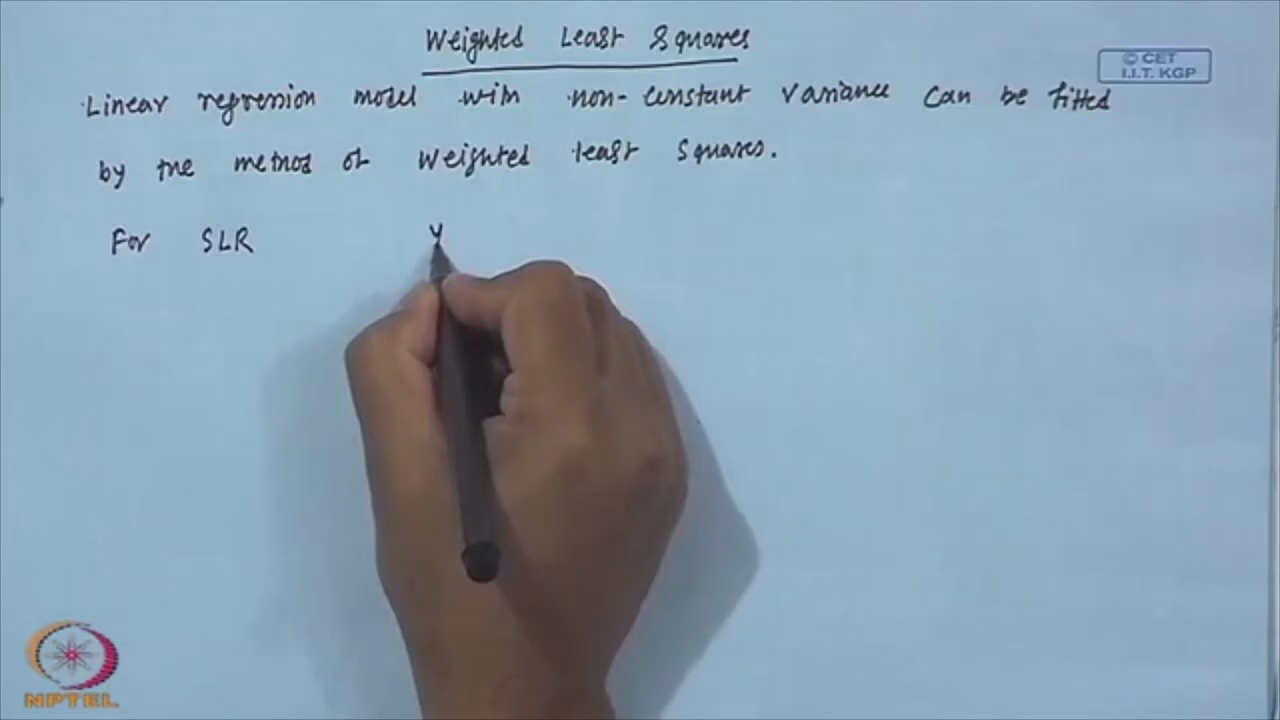 Weighted Least Squares
© CET
I.I.T. KGP
Linear regression model with non-constant variance can be fitted
by the method of weighted least squares.
For SLR y
NPTEL